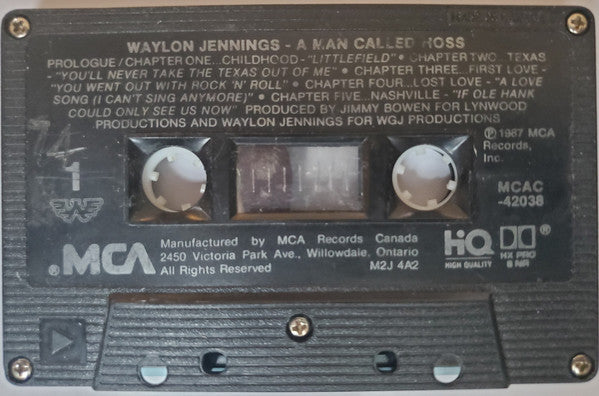 WAYLON JENNINGS - A MAN CALLED HOSS
PROLOGUE/CHAPTER ONE...CHILDHOOD - "LITTLEFIELD" • CHAPTER TWO...TEXAS
- "YOU'LL NEVER TAKE THE TEXAS OUT OF ME" • CHAPTER THREE...FIRST LOVE -
"YOU WENT OUT WITH ROCK 'N' ROLL" • CHAPTER FOUR...LOST LOVE - "A LOVE
SONG (I CAN'T SING ANYMORE)" • CHAPTER FIVE...NASHVILLE - "IF OLE HANK
COULD ONLY SEE US NOW" PRODUCED BY JIMMY BOWEN FOR LYNWOOD
PRODUCTIONS AND WAYLON JENNINGS FOR WGJ PRODUCTIONS
℗1987 MCA
Records,
Inc.
1
W
MCAC
-42038
®MCA
Manufactured by MCA Records Canada
2450 Victoria Park Ave., Willowdale, Ontario
All Rights Reserved M2J 4A2
HiQ
HIGH QUALITY
HX PRO
B NR
®